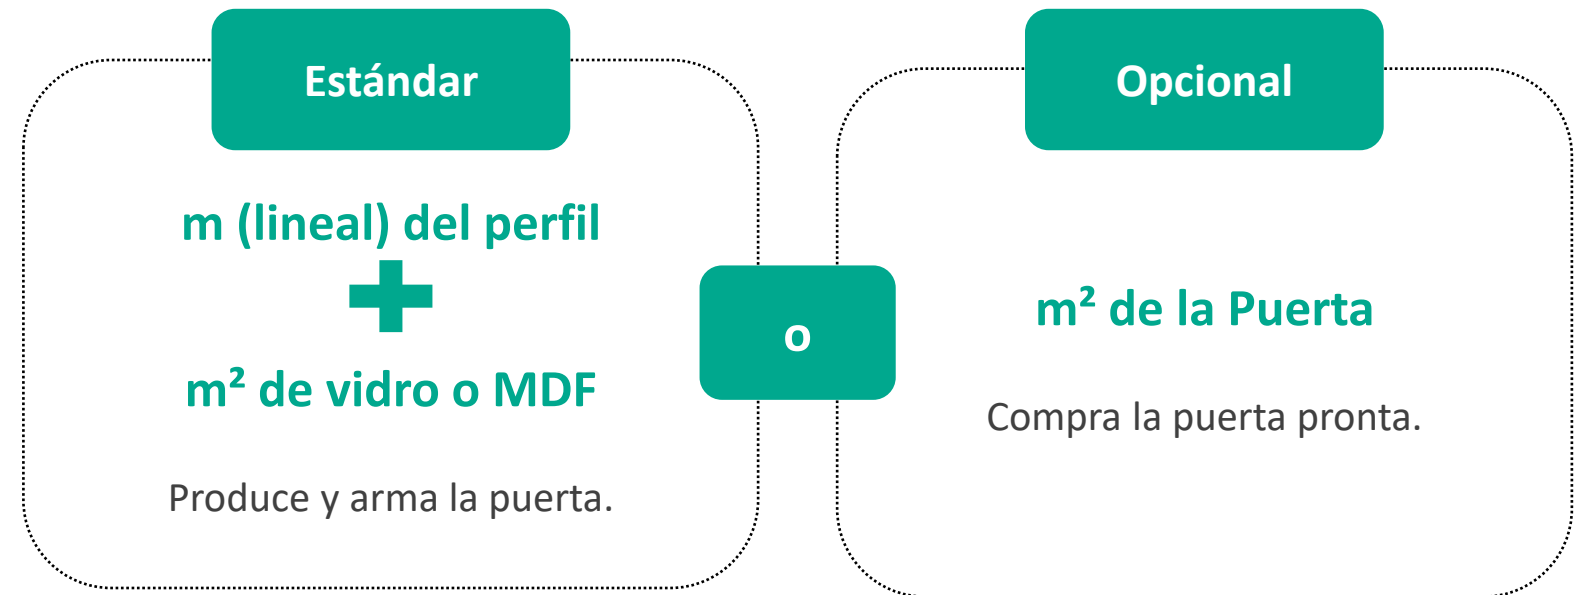 Estándar
m (lineal) del perfil
m² de vidro o MDF
Produce y arma la puerta.
o
Opcional
m² de la Puerta
Compra la puerta pronta.